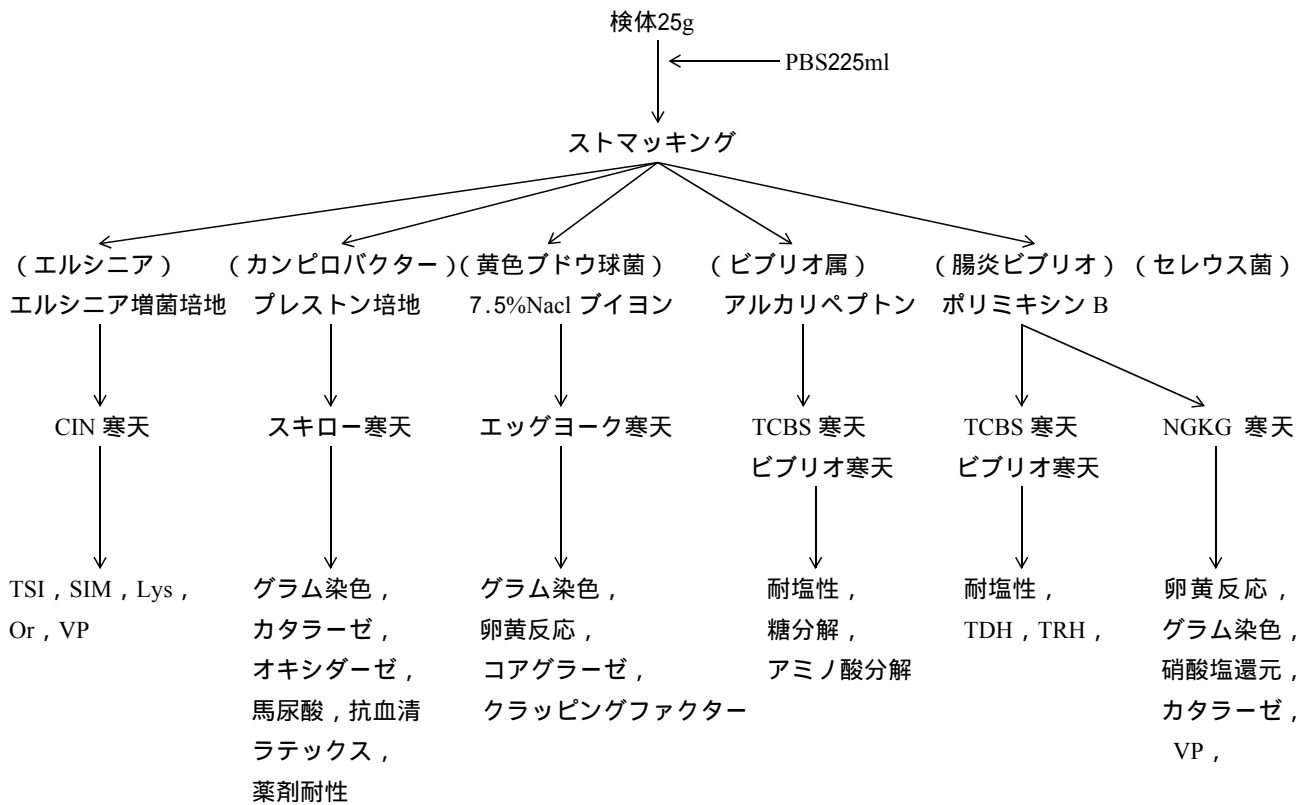 検体25g
PBS225ml
ストマッキング
(エルシニア) (カンピロバクター) (黄色ブドウ球菌) (ビブリオ属) (腸炎ビブリオ) (セレウス菌)
エルシニア増菌培地 プレストン培地 7.5%Nacl ブイヨン アルカリペプトン ポリミキシン B
CIN 寒天 スキロー寒天 エッグヨーク寒天 TCBS 寒天 TCBS 寒天 NGKG 寒天
ビブリオ寒天 ビブリオ寒天
TSI , SIM , Lys , グラム染色 , グラム染色 , 耐塩性 , 耐塩性 , 卵黄反応 ,
Or , VP カタラーゼ , 卵黄反応 , 糖分解 , TDH , TRH , グラム染色 ,
オキシダーゼ , コアグラーゼ , アミノ酸分解 硝酸塩還元 ,
馬尿酸 , 抗血清 クラッピングファクター カタラーゼ ,
ラテックス , VP ,
薬剤耐性